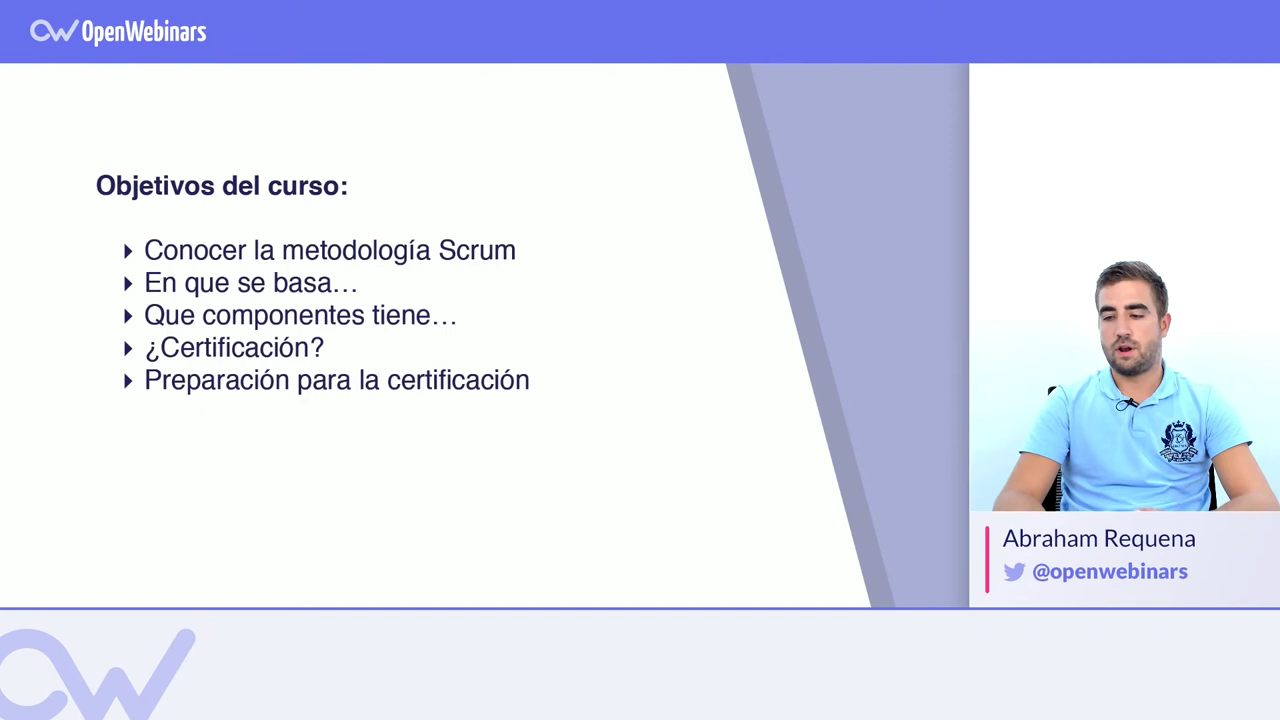 OpenWebinars
Objetivos del curso:
Conocer la metodología Scrum
En que se basa…
Que componentes tiene…
¿Certificación?
Preparación para la certificación
Abraham Requena
@openwebinars